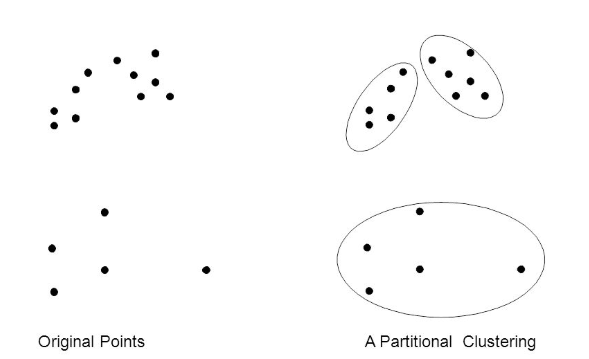 Original Points
A Partitional Clustering